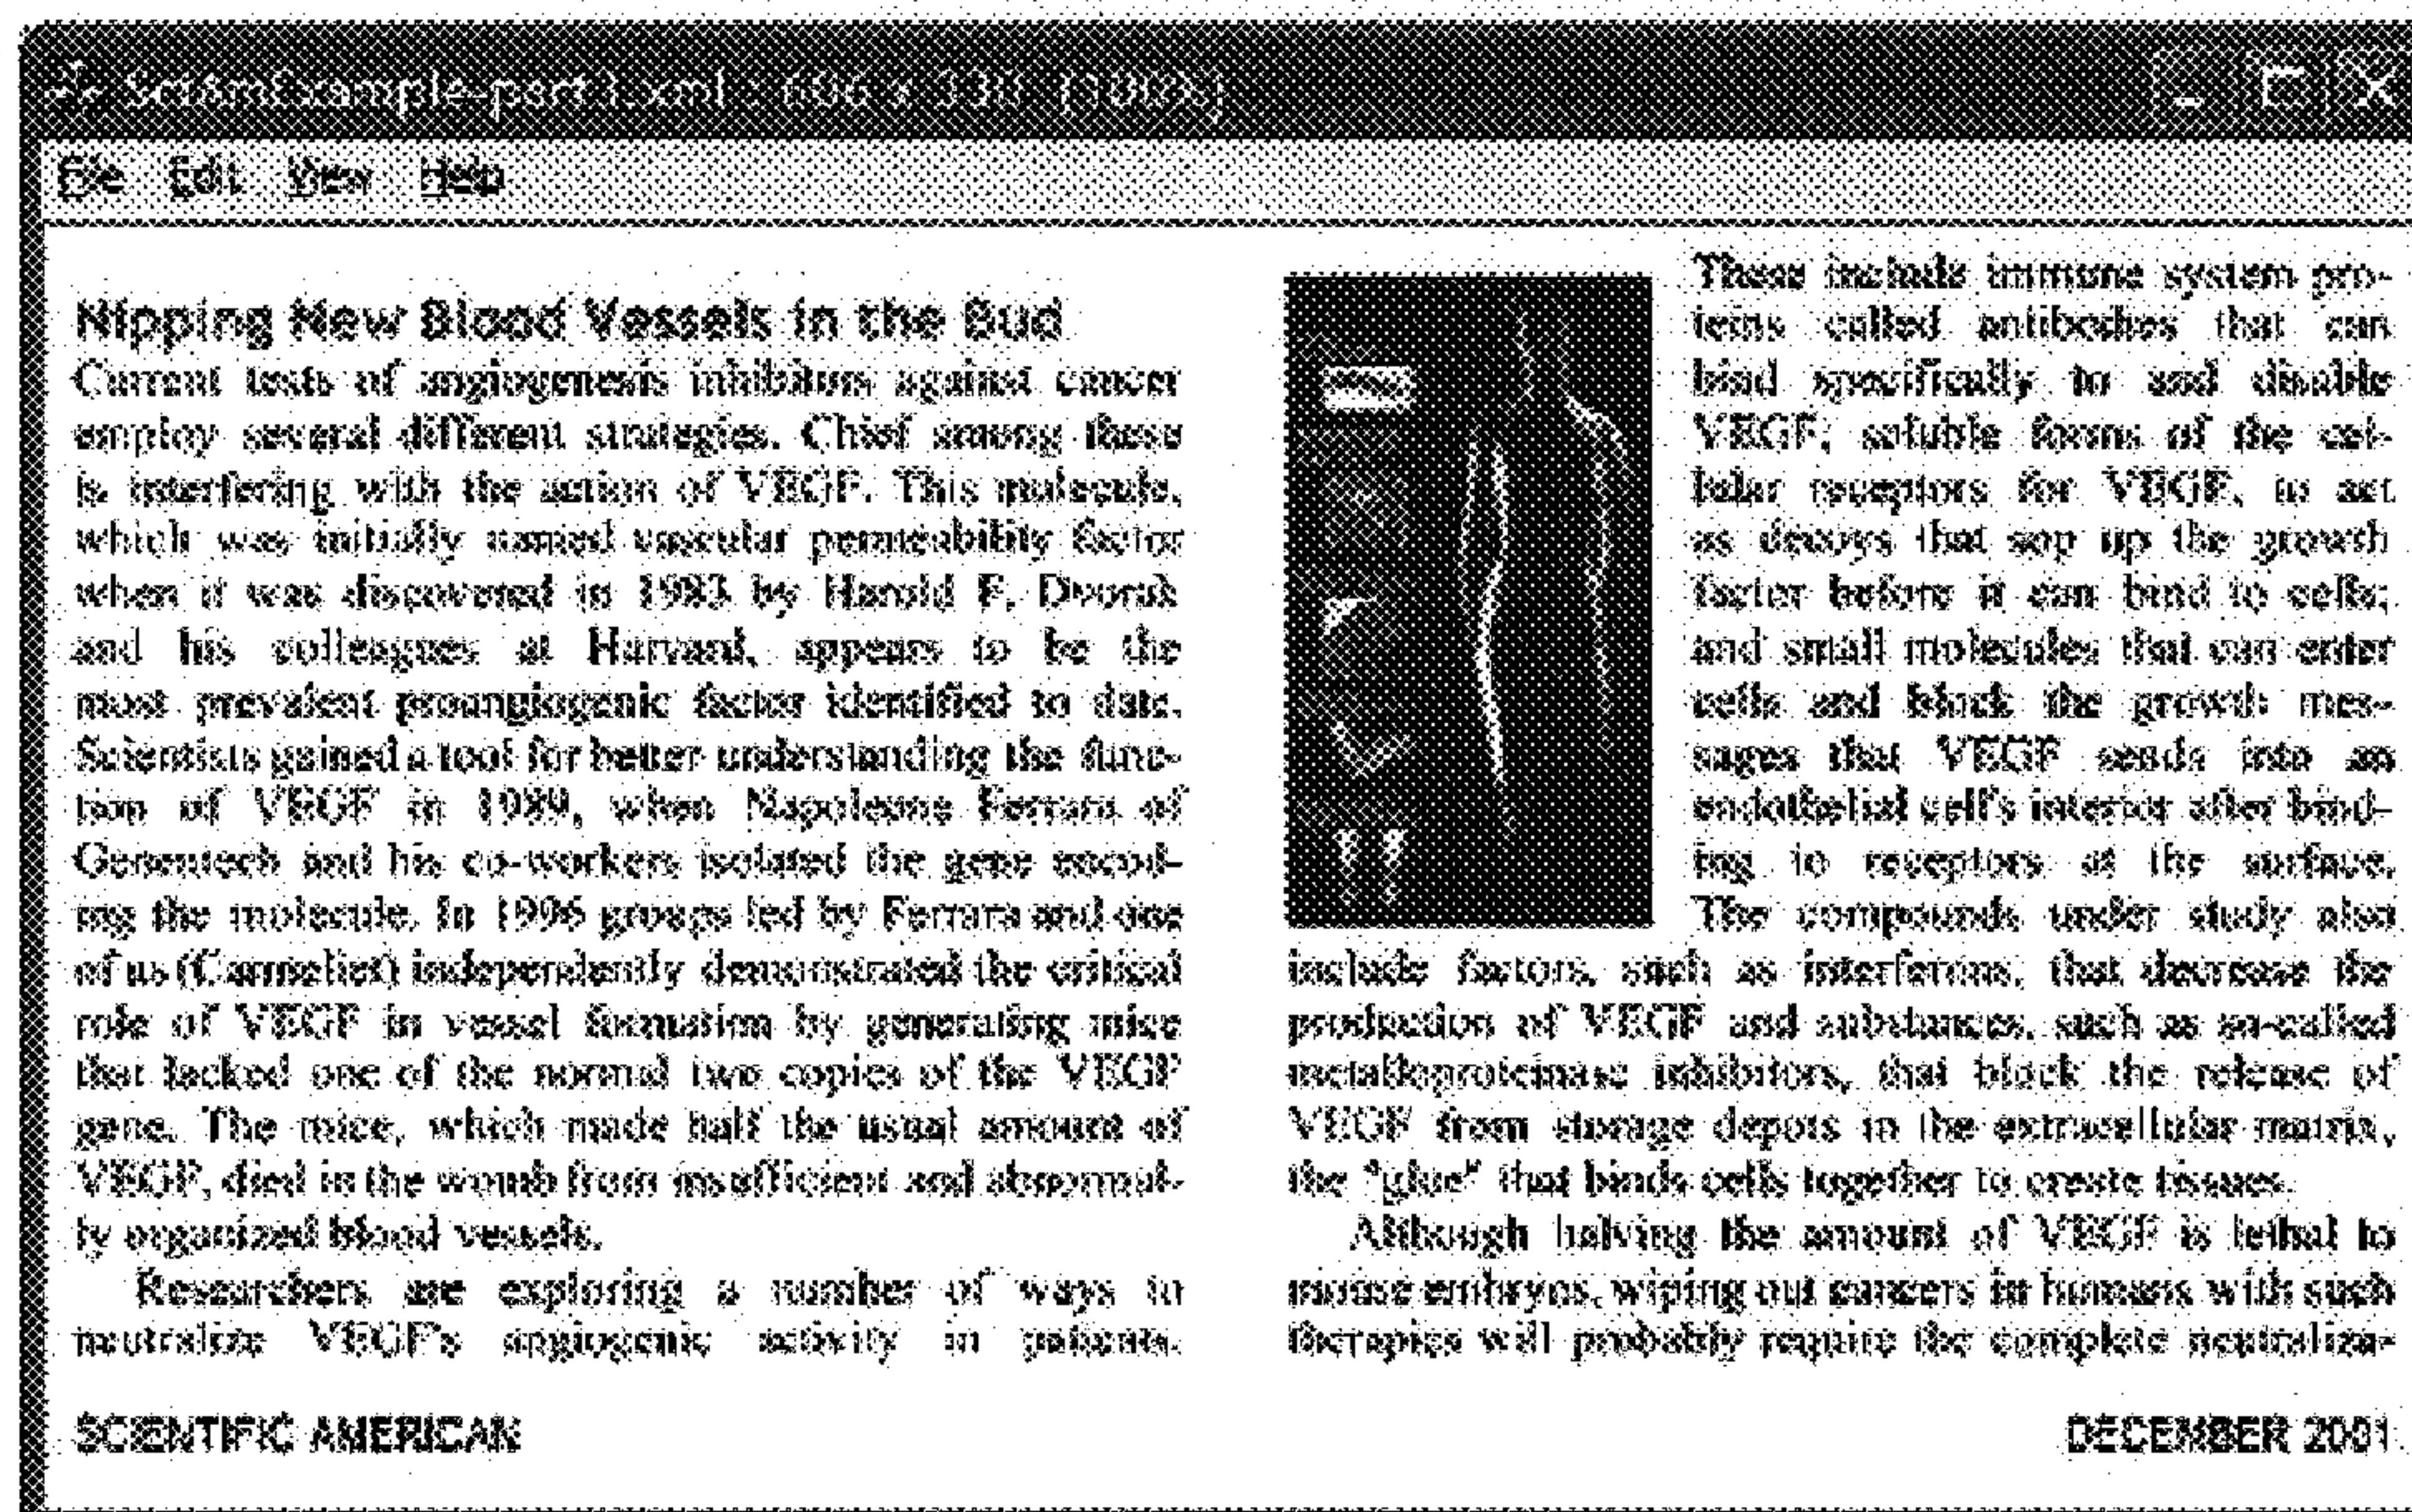 SciAmExample-part1.xml : 606 x 338 (100%)
File Edit View Help
Nipping New Blood Vessels in the Bud
Current tests of angiogenesis inhibitors against cancer
employ several different strategies. Chief among these
is interfering with the action of VEGF. This molecule,
which was initially named vascular permeability factor
when it was discovered in 1983 by Harold F. Dvorak
and his colleagues at Harvard, appears to be the
most prevalent proangiogenic factor identified to date.
Scientists gained a tool for better understanding the func-
tion of VEGF in 1989, when Napoleone Ferrara of
Genentech and his co-workers isolated the gene encod-
ing the molecule. In 1996 groups led by Ferrara and one
of us (Carmeliet) independently demonstrated the critical
role of VEGF in vessel formation by generating mice
that lacked one of the normal two copies of the VEGF
gene. The mice, which made half the usual amount of
VEGF, died in the womb from insufficient and abnormal-
ly organized blood vessels.
Researchers are exploring a number of ways to
neutralize VEGF's angiogenic activity in patients.
These include immune system pro-
teins called antibodies that can
bind specifically to and disable
VEGF; soluble forms of the cel-
lular receptors for VEGF, to act
as decoys that sop up the growth
factor before it can bind to cells;
and small molecules that can enter
cells and block the growth mes-
sages that VEGF sends into an
endothelial cell's interior after bind-
ing to receptors at the surface.
The compounds under study also
include factors, such as interferons, that decrease the
production of VEGF and substances, such as so-called
metalloproteinase inhibitors, that block the release of
VEGF from storage depots in the extracellular matrix,
the "glue" that binds cells together to create tissues.
Although halving the amount of VEGF is lethal to
mouse embryos, wiping out cancers in humans with such
therapies will probably require the complete neutraliza-
SCIENTIFIC AMERICAN
DECEMBER 2001